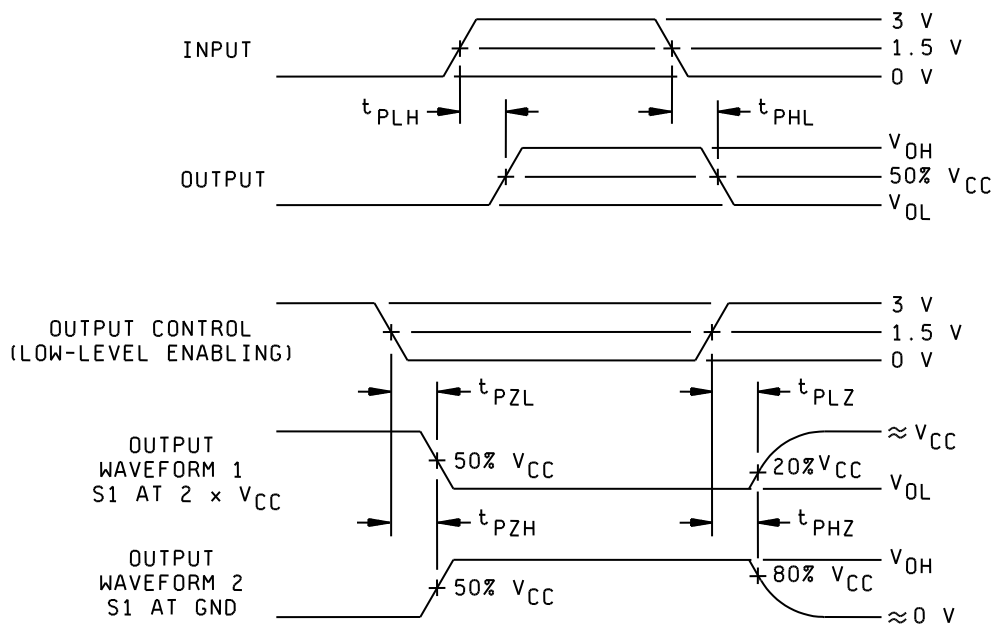 3 V
INPUT
1.5 V
0 V
tPLH
tPHL
VOH
OUTPUT
50% VCC
VOL
3 V
OUTPUT CONTROL
(LOW-LEVEL ENABLING)
1.5 V
0 V
tPZL
tPLZ
OUTPUT
WAVEFORM 1
S1 AT 2 × VCC
≈ VCC
50% VCC
20%VCC
VOL
tPZH
tPHZ
OUTPUT
WAVEFORM 2
S1 AT GND
VOH
50% VCC
80% VCC
≈0 V